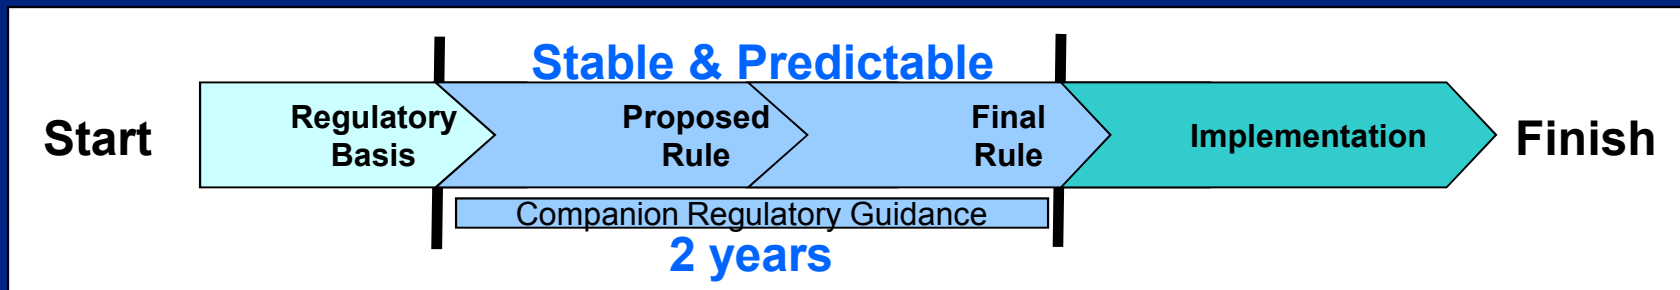 Stable & Predictable
Start
Regulatory
Basis
Proposed
Rule
Final
Rule
Implementation
Finish
Companion Regulatory Guidance
2 years